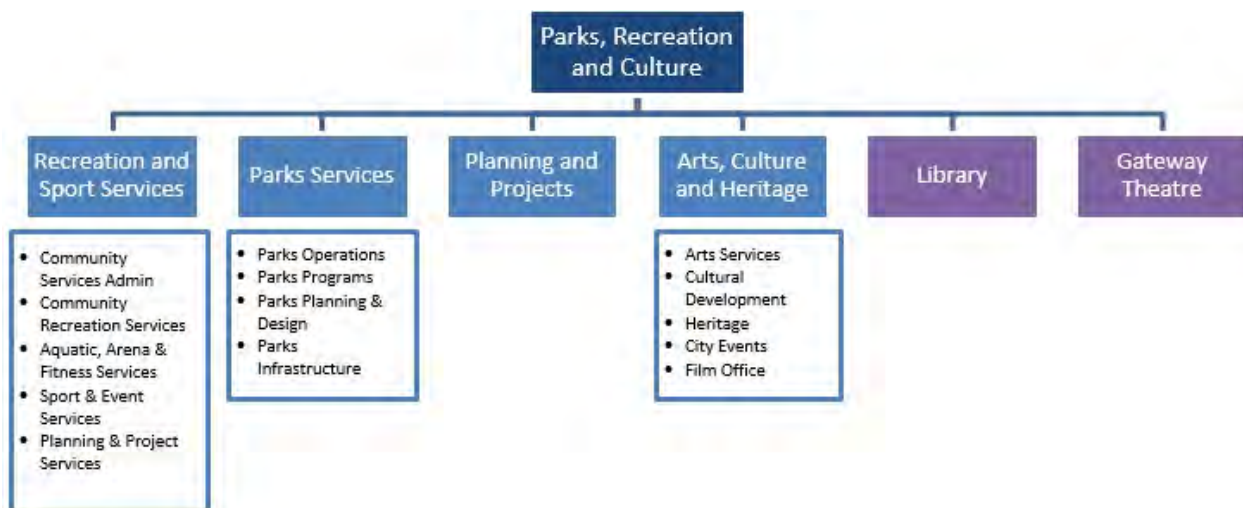 Parks, Recreation
and Culture
Recreation and
Sport Services
Parks Services
Planning and
Projects
Arts, Culture
and Heritage
Library
Gateway
Theatre
• Community
Services Admin
• Community
Recreation Services
• Aquatic, Arena &
Fitness Services
• Sport & Event
Services
• Planning & Project
Services
• Parks Operations
• Parks Programs
• Parks Planning &
Design
• Parks
Infrastructure
• Arts Services
• Cultural
Development
• Heritage
• City Events
• Film Office